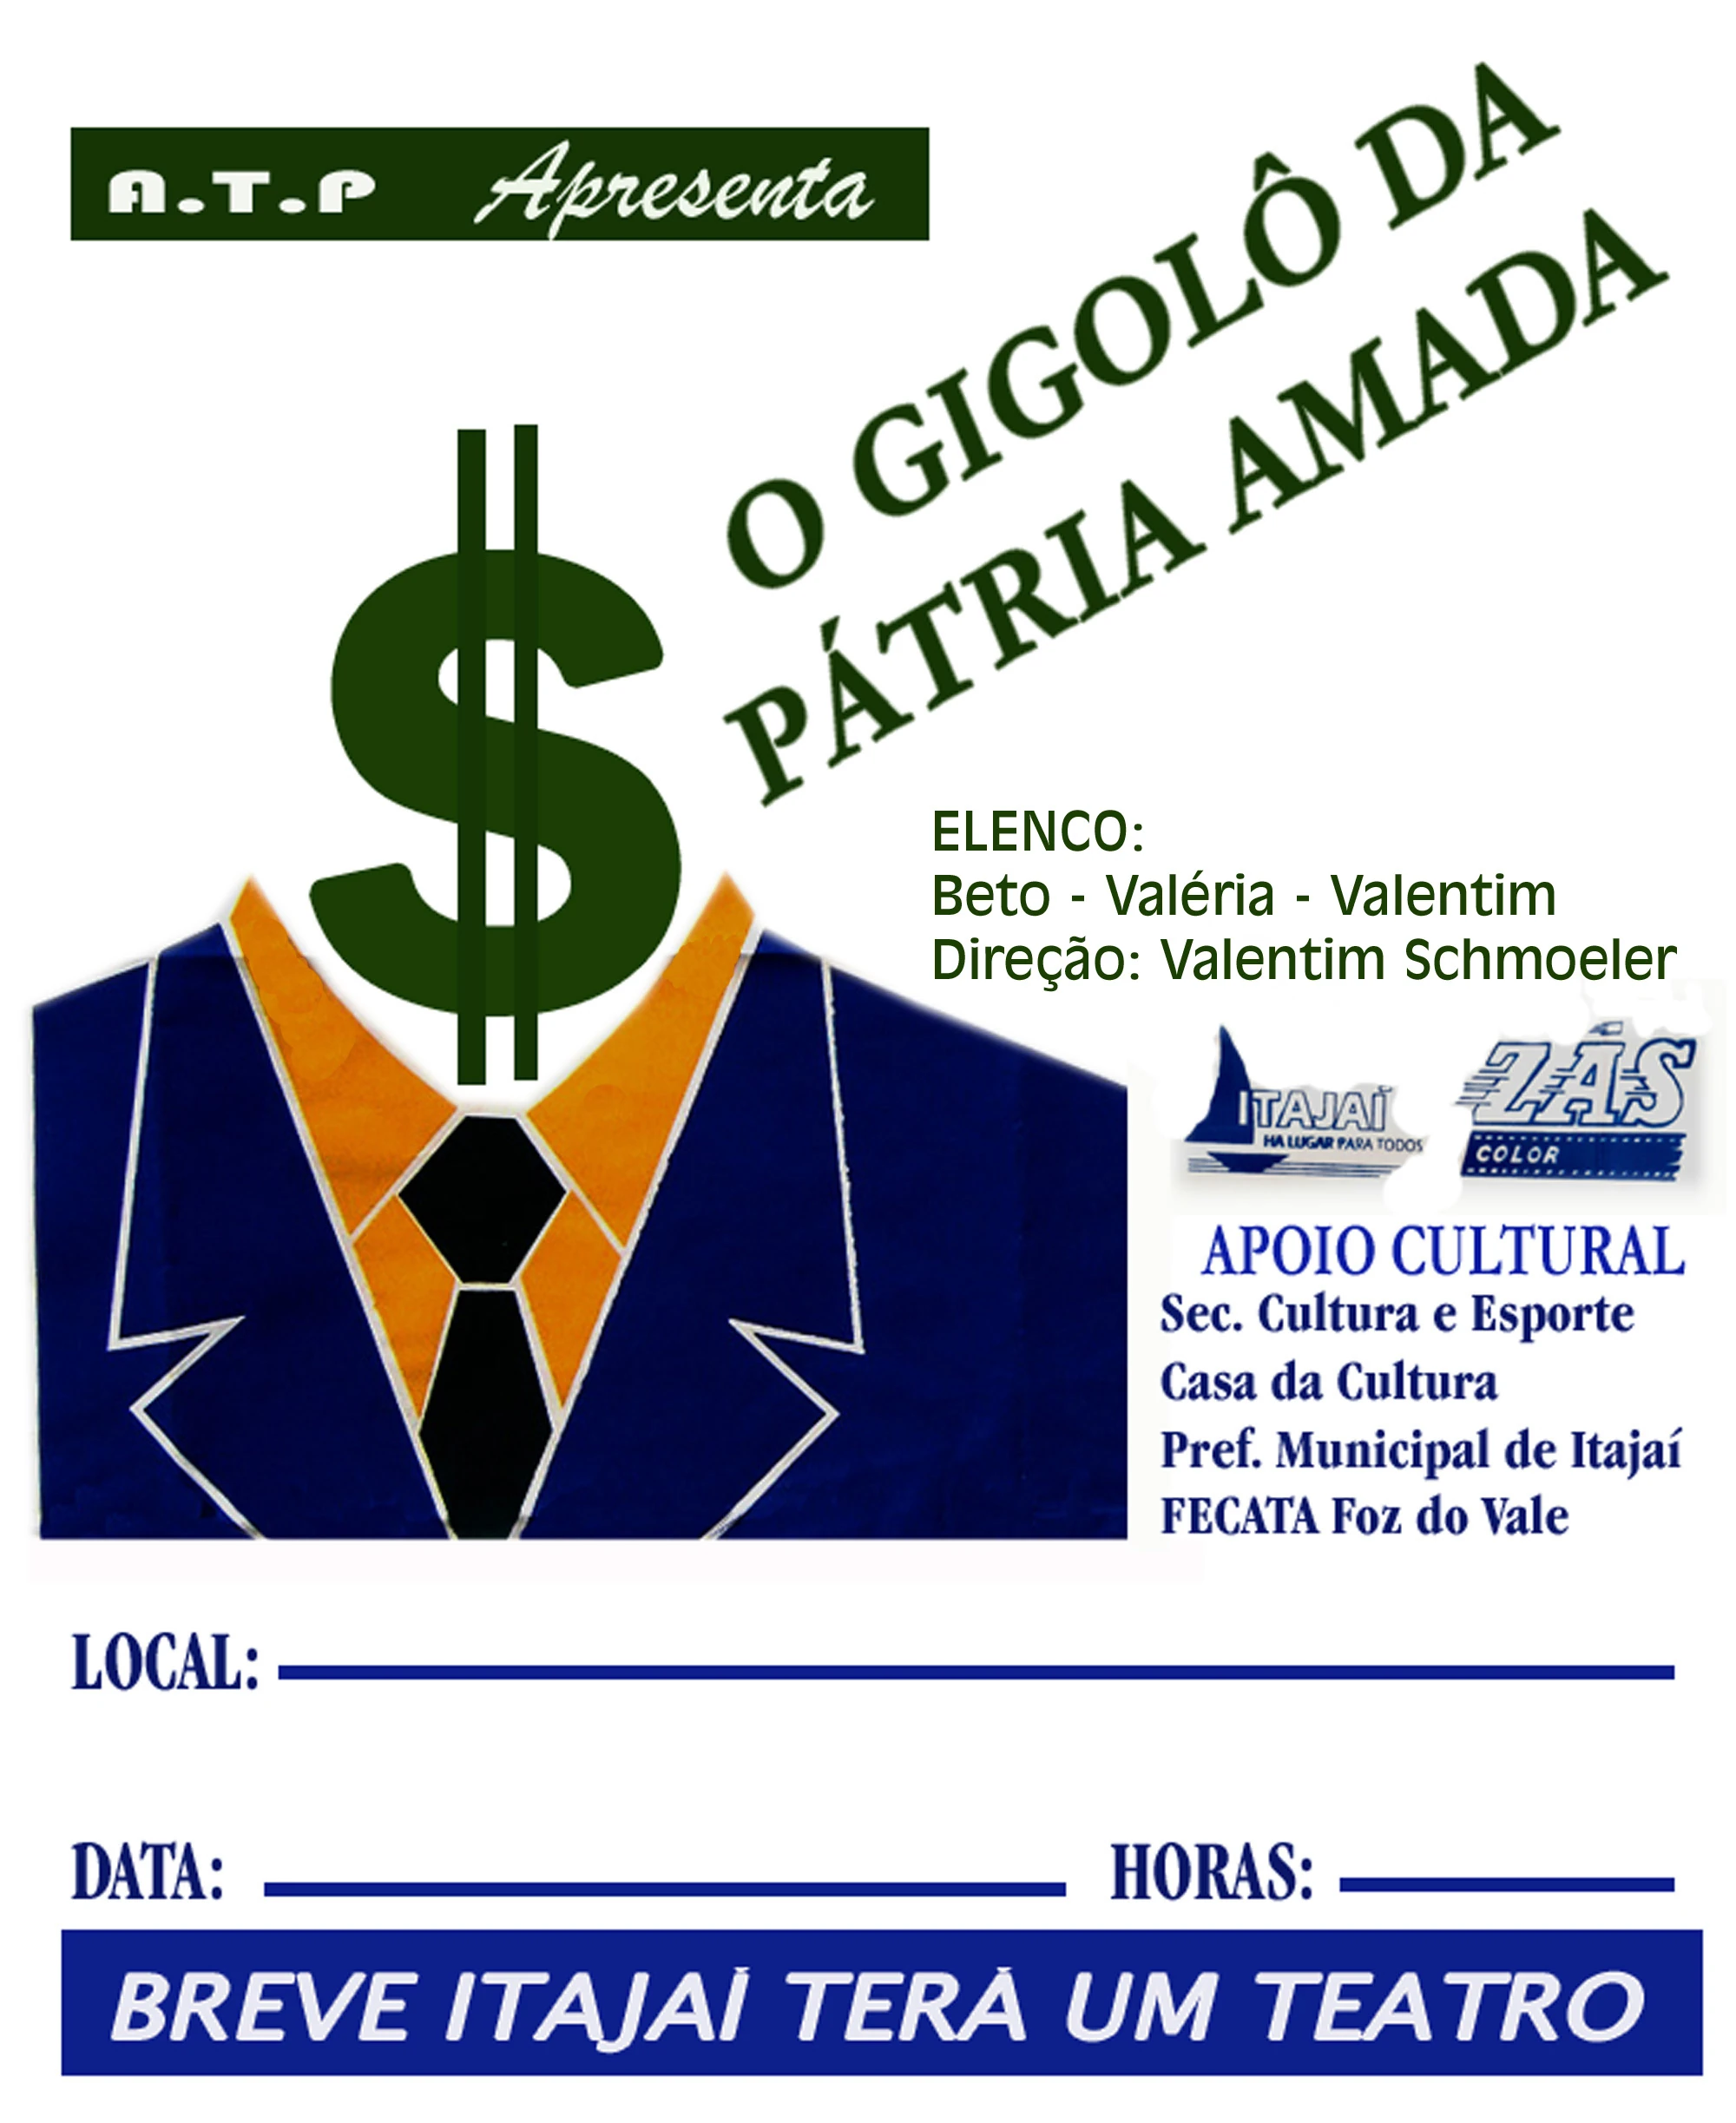 A.T.P Apresenta
O GIGOLÔ DA
PÁTRIA AMADA
ELENCO:
Beto - Valéria - Valentim
Direção: Valentim Schmoeler
ITAJAÍ
HA LUGAR PARA TODOS
ZÁS
COLOR
APOIO CULTURAL
Sec. Cultura e Esporte
Casa da Cultura
Pref. Municipal de Itajaí
FECATA Foz do Vale
LOCAL:
DATA:
HORAS:
BREVE ITAJAÍ TERÁ UM TEATRO